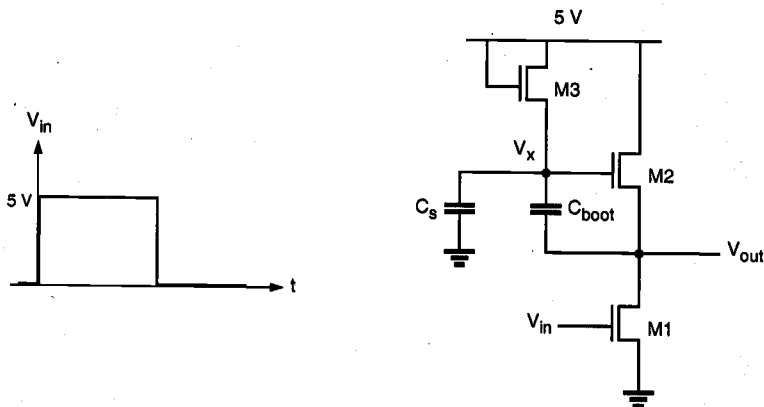 V_in
5 V
t
5 V
M3
V_x
M2
C_s
C_boot
V_out
V_in
M1